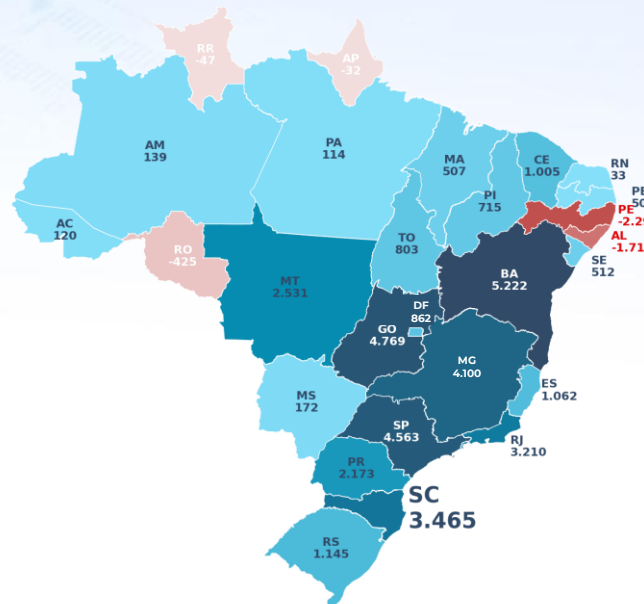 RR
-47
AP
-32
AM
139
PA
114
MA
507
CE
1.005
RN
33
PI
715
AC
120
RO
-425
TO
803
AL
SE
512
MT
2.531
BA
5.222
DF
862
GO
4.769
MG
4.100
ES
1.062
MS
172
SP
4.563
RJ
3.210
PR
2.173
SC
3.465
RS
1.145
PE